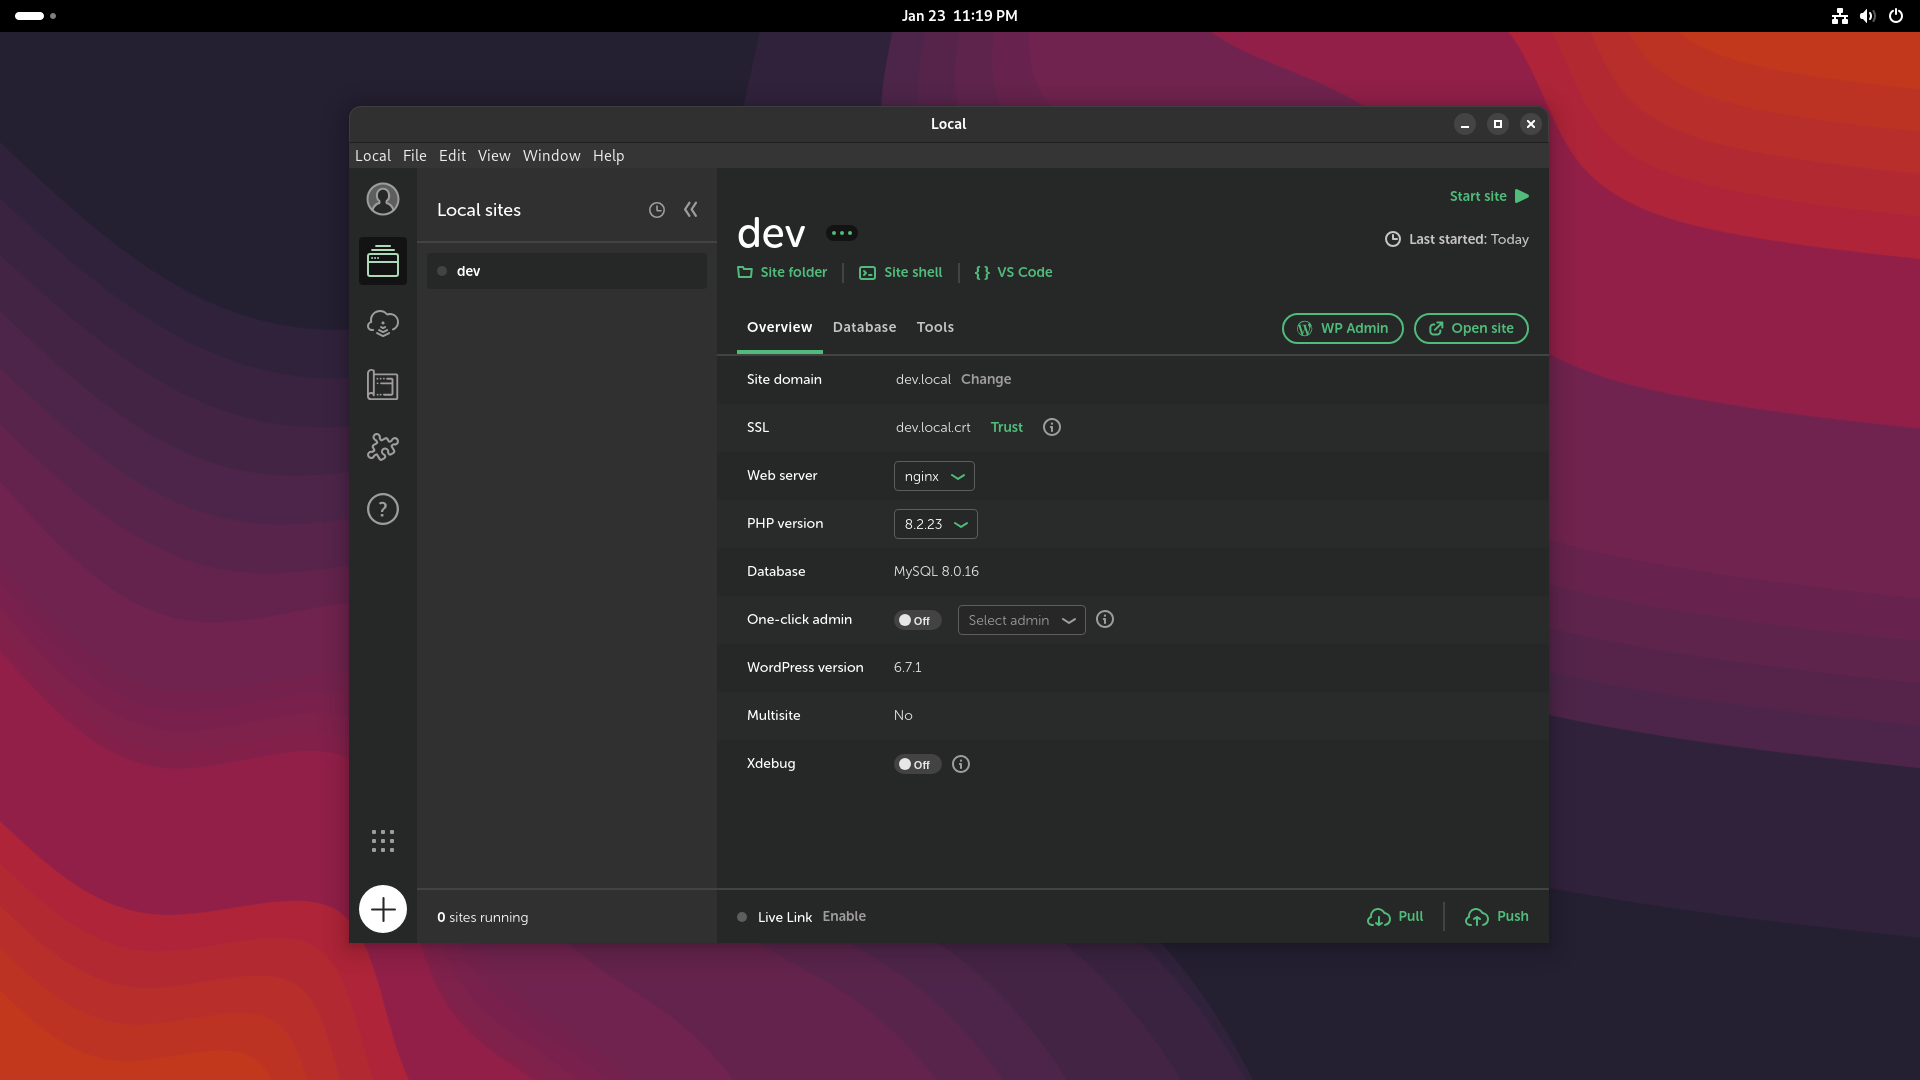 Jan 23 11:19 PM
Local
Local File Edit View Window Help
Local sites
dev
0 sites running
Start site
dev
Last started: Today
Site folder
Site shell
VS Code
Overview Database Tools
WP Admin
Open site
Site domain dev.local Change
SSL dev.local.crt Trust
Web server nginx
PHP version 8.2.23
Database MySQL 8.0.16
One-click admin Off Select admin
WordPress version 6.7.1
Multisite No
Xdebug Off
Live Link Enable
Pull
Push